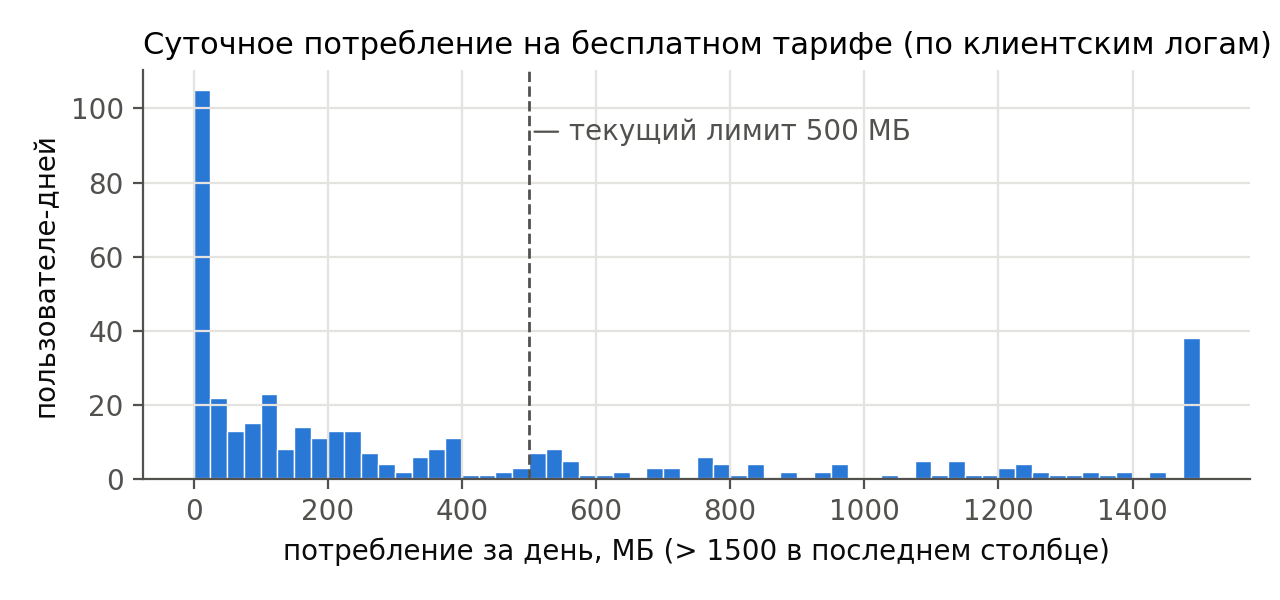 Суточное потребление на бесплатном тарифе (по клиентским логам)
пользователе-дней
100
80
60
40
20
0
— текущий лимит 500 МБ
0 200 400 600 800 1000 1200 1400
потребление за день, МБ (> 1500 в последнем столбце)